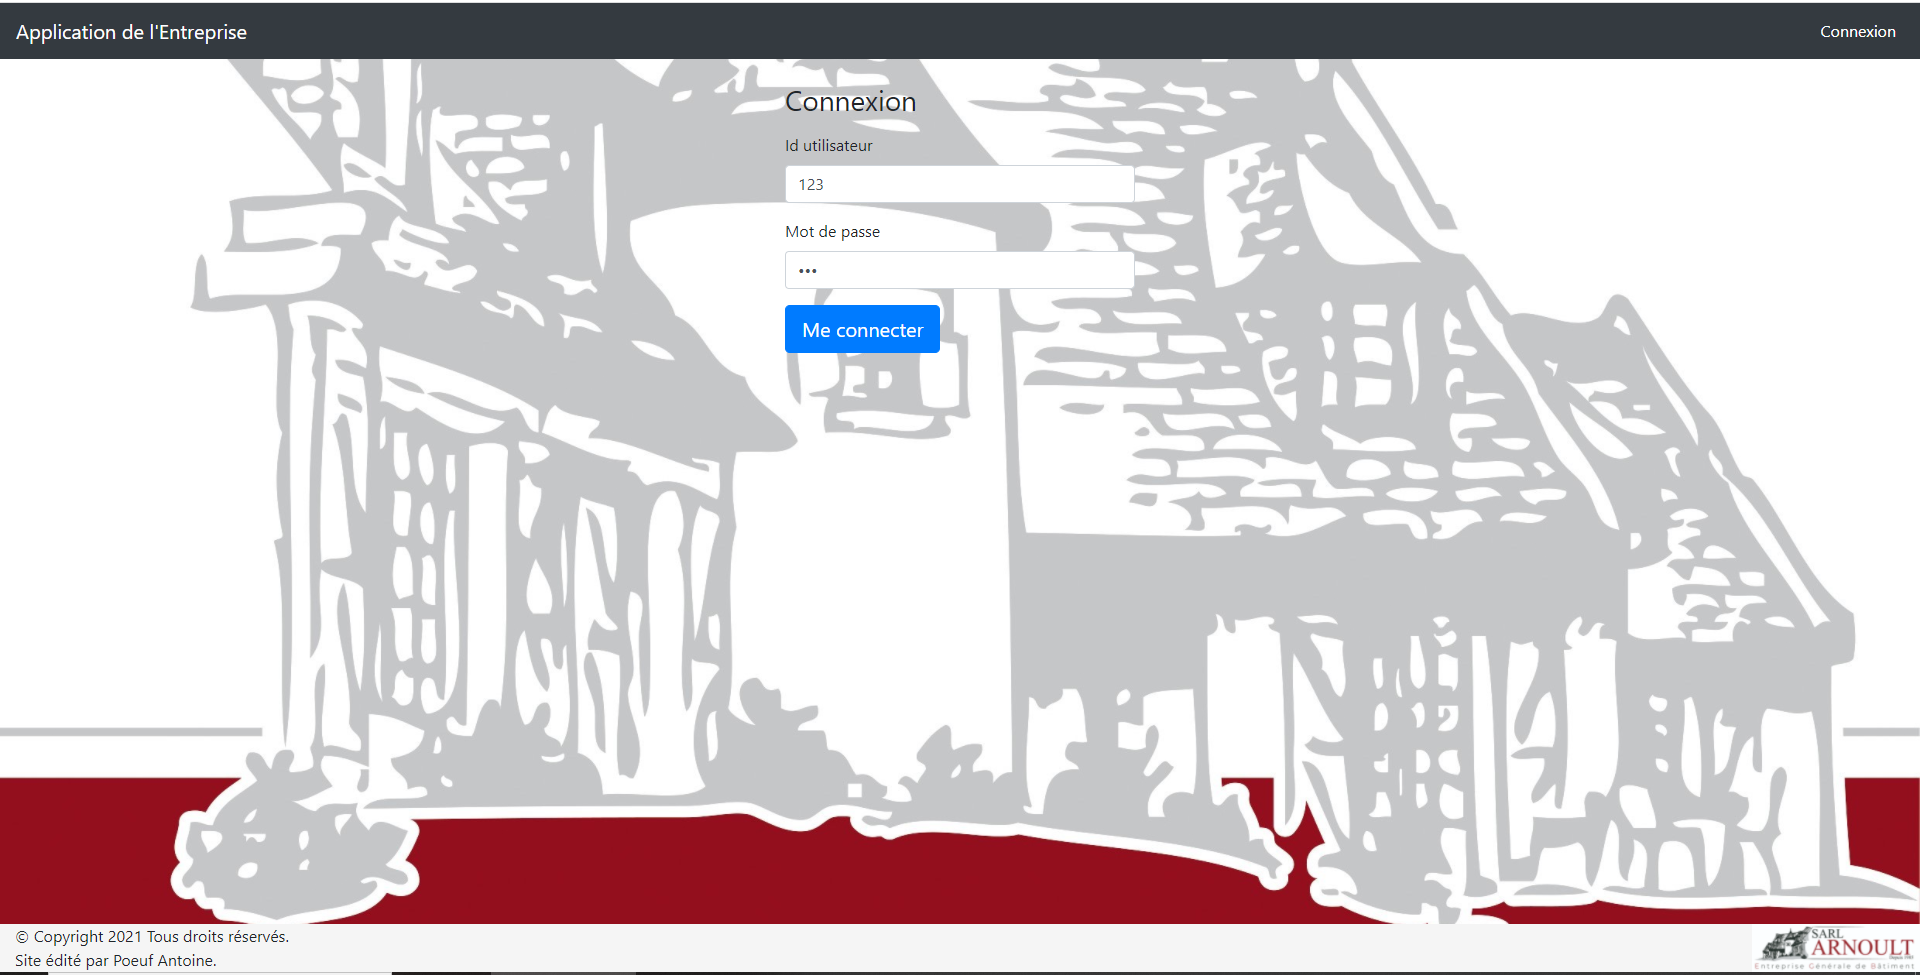 Application de l'Entreprise
Connexion
Connexion
Id utilisateur
123
Mot de passe
•••
Me connecter
© Copyright 2021 Tous droits réservés.
Site édité par Poeuf Antoine.
SARL
ARNOULT
Entreprise Générale de Bâtiment